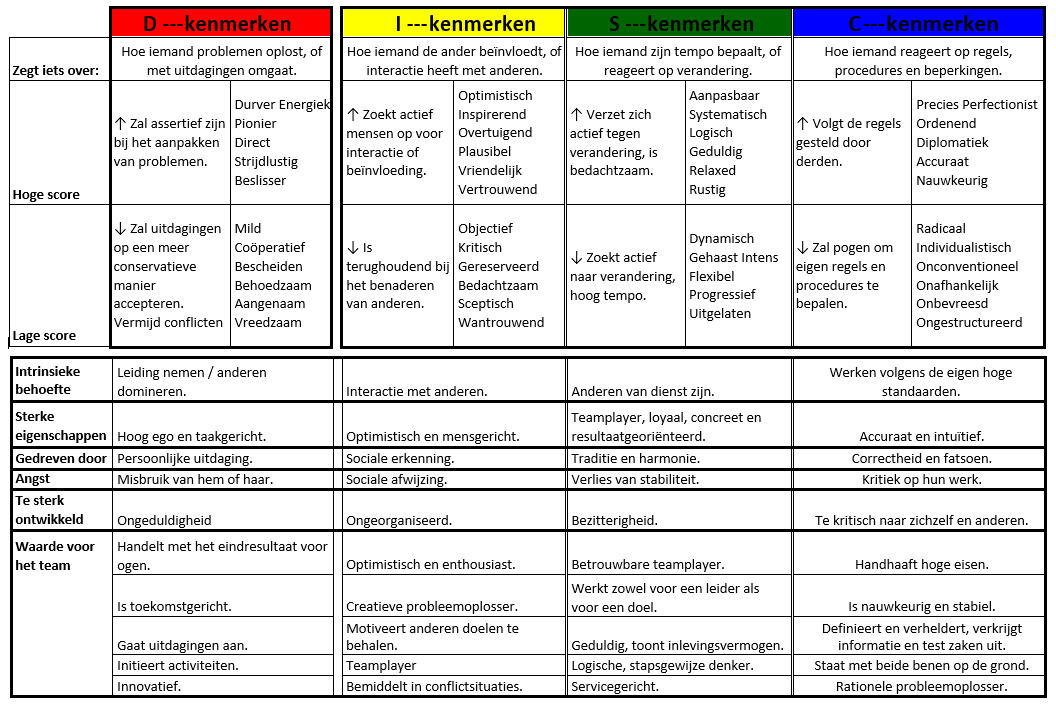 D ---kenmerken
I ---kenmerken
S ---kenmerken
C---kenmerken
Zegt iets over:
Hoe iemand problemen oplost, of
met uitdagingen omgaat.
Hoe iemand de ander beïnvloedt, of
interactie heeft met anderen.
Hoe iemand zijn tempo bepaalt, of
reageert op verandering.
Hoe iemand reageert op regels,
procedures en beperkingen.
Hoge score
↑ Zal assertief zijn
bij het aanpakken
van problemen.
Durver Energiek
Pionier
Direct
Strijdlustig
Beslisser
↑ Zoekt actief
mensen op voor
interactie of
beïnvloeding.
Optimistisch
Inspirerend
Overtuigend
Plausibel
Vriendelijk
Vertrouwend
↑ Verzet zich
actief tegen
verandering, is
bedachtzaam.
Aanpasbaar
Systematisch
Logisch
Geduldig
Relaxed
Rustig
↑ Volgt de regels
gesteld door
derden.
Precies Perfectionist
Ordenend
Diplomatiek
Accuraat
Nauwkeurig
Lage score
↓ Zal uitdagingen
op een meer
conservatieve
manier
accepteren.
Vermijd conflicten
Mild
Coöperatief
Bescheiden
Behoedzaam
Aangenaam
Vreedzaam
↓ Is
terughoudend bij
het benaderen
van anderen.
Objectief
Kritisch
Gereserveerd
Bedachtzaam
Sceptisch
Wantrouwend
↓ Zoekt actief
naar verandering,
hoog tempo.
Dynamisch
Gehaast Intens
Flexibel
Progressief
Uitgelaten
↓ Zal pogen om
eigen regels en
procedures te
bepalen.
Radicaal
Individualistisch
Onconventioneel
Onafhankelijk
Onbevreesd
Ongestructureerd
Intrinsieke
behoefte
Leiding nemen / anderen
domineren.
Interactie met anderen.
Anderen van dienst zijn.
Werken volgens de eigen hoge
standaarden.
Sterke
eigenschappen
Hoog ego en taakgericht.
Optimistisch en mensgericht.
Teamplayer, loyaal, concreet en
resultaatgeoriënteerd.
Accuraat en intuïtief.
Gedreven door
Persoonlijke uitdaging.
Sociale erkenning.
Traditie en harmonie.
Correctheid en fatsoen.
Angst
Misbruik van hem of haar.
Sociale afwijzing.
Verlies van stabiliteit.
Kritiek op hun werk.
Te sterk
ontwikkeld
Ongeduldigheid
Ongeorganiseerd.
Bezitterigheid.
Te kritisch naar zichzelf en anderen.
Waarde voor
het team
Handelt met het eindresultaat voor
ogen.
Optimistisch en enthousiast.
Betrouwbare teamplayer.
Handhaaft hoge eisen.
Is toekomstgericht.
Creatieve probleemoplosser.
Werkt zowel voor een leider als
voor een doel.
Is nauwkeurig en stabiel.
Gaat uitdagingen aan.
Motiveert anderen doelen te
behalen.
Geduldig, toont inlevingsvermogen.
Definieert en verheldert, verkrijgt
informatie en test zaken uit.
Initieert activiteiten.
Teamplayer
Logische, stapsgewijze denker.
Staat met beide benen op de grond.
Innovatief.
Bemiddelt in conflictsituaties.
Servicegericht.
Rationele probleemoplosser.